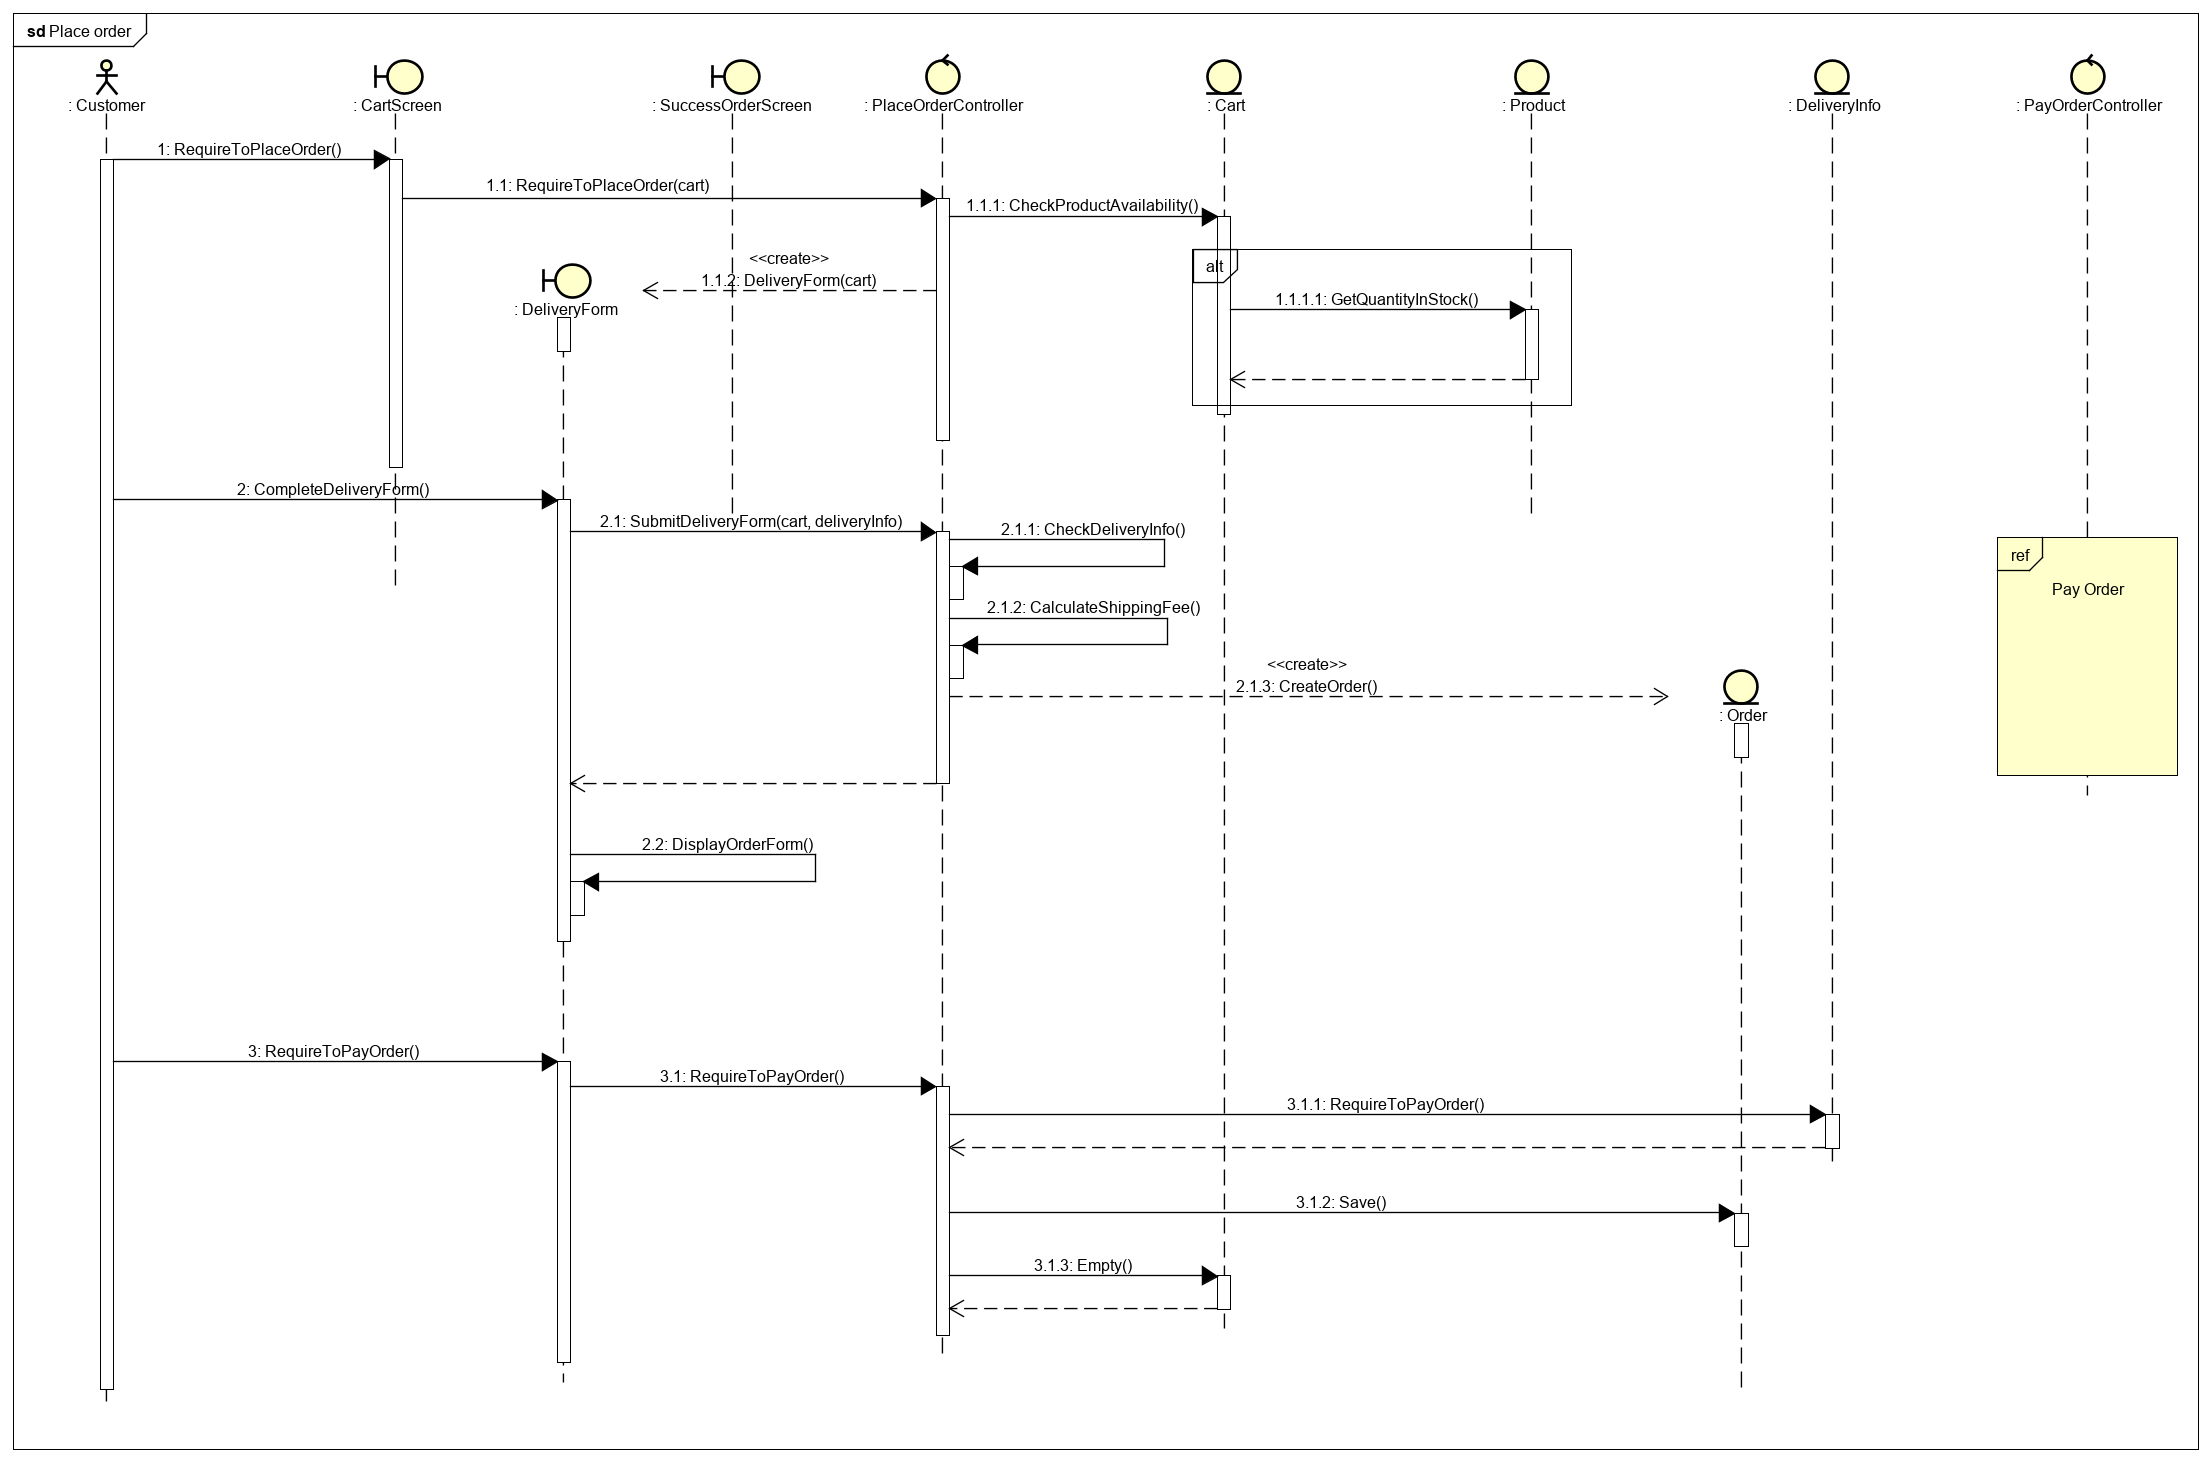 sd Place order
: Customer
: CartScreen
: SuccessOrderScreen
: PlaceOrderController
: Cart
: Product
: DeliveryInfo
: PayOrderController
1: RequireToPlaceOrder()
1.1: RequireToPlaceOrder(cart)
1.1.1: CheckProductAvailability()
<<create>>
1.1.2: DeliveryForm(cart)
alt
: DeliveryForm
1.1.1.1: GetQuantityInStock()
2: CompleteDeliveryForm()
2.1: SubmitDeliveryForm(cart, deliveryInfo)
2.1.1: CheckDeliveryInfo()
ref
Pay Order
2.1.2: CalculateShippingFee()
<<create>>
2.1.3: CreateOrder()
: Order
2.2: DisplayOrderForm()
3: RequireToPayOrder()
3.1: RequireToPayOrder()
3.1.1: RequireToPayOrder()
3.1.2: Save()
3.1.3: Empty()